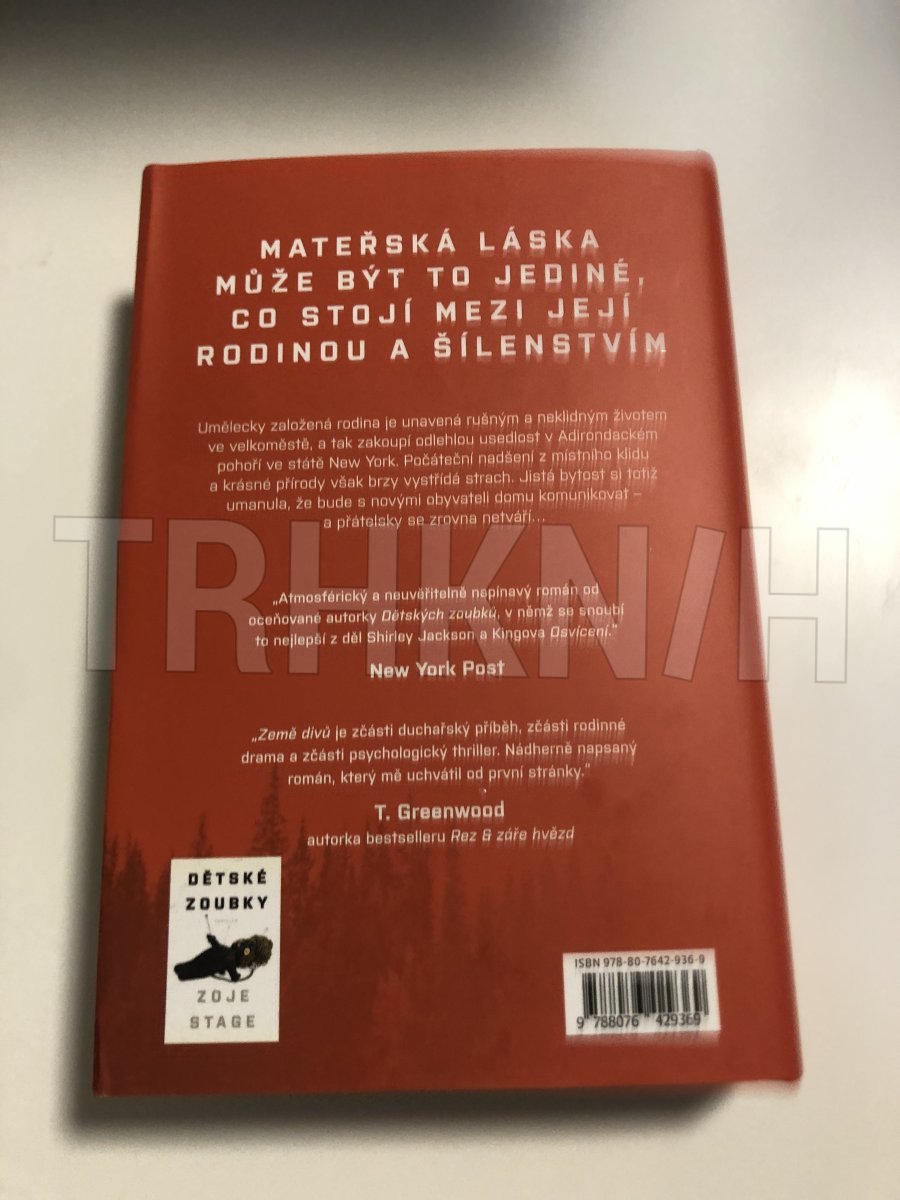 MATEŘSKÁ LÁSKA
MŮŽE BÝT TO JEDINÉ,
CO STOJÍ MEZI JEJÍ
RODINOU A ŠÍLENSTVÍM
Umělecky založená rodina je unavená rušným a neklidným životem
ve velkoměstě, a tak zakoupí odlehlou usedlost v Adirondackém
pohoří ve státě New York. Počáteční nadšení z místního klidu
a krásné přírody však brzy vystřídá strach. Jistá bytost si totiž
umanula, že bude s novými obyvateli domu komunikovat –
a přátelsky se zrovna netváří...
TRHKNIH
„Atmosférický a neuvěřitelně napínavý román od
oceňované autorky Dětských zoubků, v němž se snoubí
to nejlepší z děl Shirley Jackson a Kingova Osvícení.“
New York Post
„Země divů je zčásti duchařský příběh, zčásti rodinné
drama a zčásti psychologický thriller. Nádherně napsaný
román, který mě uchvátil od první stránky.“
T. Greenwood
autorka bestselleru Rez & záře hvězd
DĚTSKÉ
ZOUBKY
ZOJE
STAGE
ISBN 978-80-7642-936-9
9 788076 429369